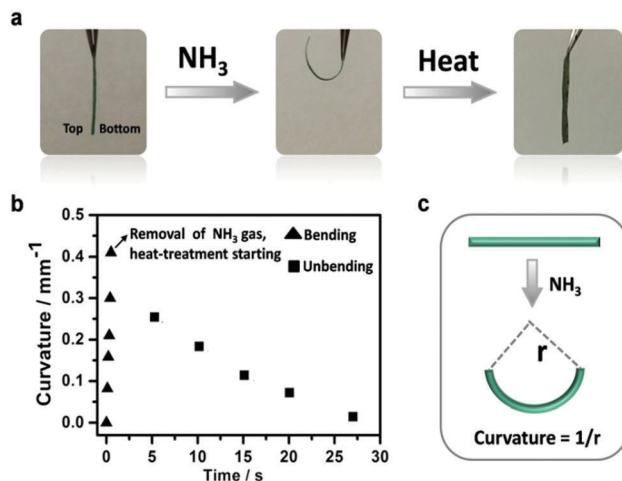 a
NH3
Heat
Top
Bottom
b
Curvature / mm-1
0.5
0.4
0.3
0.2
0.1
0.0
Removal of NH3 gas,
heat-treatment starting
Bending
Unbending
0
5
10
15
20
25
30
Time / s
c
NH3
r
Curvature = 1/r